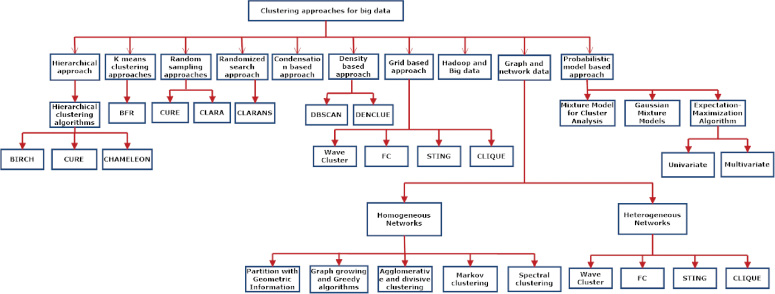 Clustering approaches for big data
Hierarchical
approach
K means
clustering
approaches
Random
sampling
approaches
Randomized
search
approach
Condensatio
n based
approach
Density
based
approach
Grid based
approach
Hadoop and
Big data
Graph and
network data
Probabilistic
model based
approach
Hierarchical
clustering
algorithms
BFR
CURE
CLARA
CLARANS
DBSCAN
DENCLUE
Mixture Model
for Cluster
Analysis
Gaussian
Mixture
Models
Expectation-
Maximization
Algorithm
BIRCH
CURE
CHAMELEON
Wave
Cluster
FC
STING
CLIQUE
Univariate
Multivariate
Homogeneous
Networks
Heterogeneous
Networks
Partition with
Geometric
Information
Graph growing
and Greedy
algorithms
Agglomerativ
e and divisive
clustering
Markov
clustering
Spectral
clustering
Wave
Cluster
FC
STING
CLIQUE